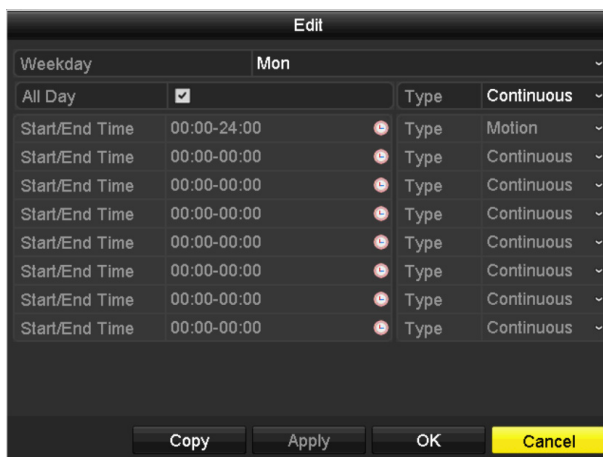 Edit
Weekday Mon
All Day Type Continuous
Start/End Time 00:00-24:00 Type Motion
Start/End Time 00:00-00:00 Type Continuous
Start/End Time 00:00-00:00 Type Continuous
Start/End Time 00:00-00:00 Type Continuous
Start/End Time 00:00-00:00 Type Continuous
Start/End Time 00:00-00:00 Type Continuous
Start/End Time 00:00-00:00 Type Continuous
Start/End Time 00:00-00:00 Type Continuous
Copy Apply OK Cancel